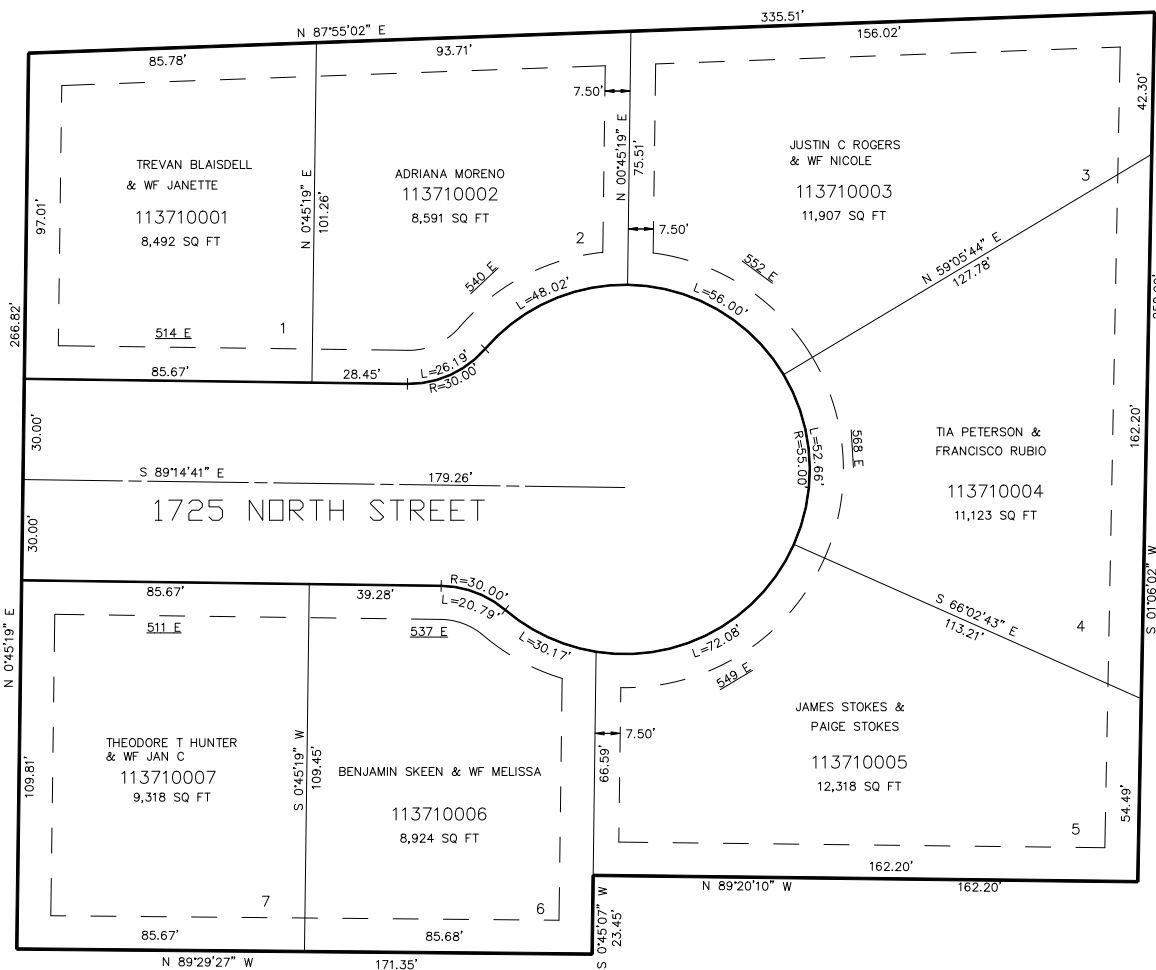 N 87°55'02" E
335.51'
85.78'
93.71'
156.02'
7.50'
42.30'
TREVAN BLAISDELL
& WF JANETTE
113710001
8,492 SQ FT
97.01'
N 0°45'19" E
101.26'
ADRIANA MORENO
113710002
8,591 SQ FT
N 00°45'19" E
75.51'
JUSTIN C ROGERS
& WF NICOLE
113710003
11,907 SQ FT
3
2
7.50'
552 E
540 E
N 59°05'44" E
127.78'
L=48.02'
L=56.00'
266.82'
514 E
1
85.67'
28.45'
L=26.19'
R=30.00'
30.00'
S 89°14'41" E
179.26'
1725 NORTH STREET
30.00'
R=55.00'
L=52.66'
568 E
TIA PETERSON &
FRANCISCO RUBIO
113710004
11,123 SQ FT
162.20'
S 01°06'02" W
85.67'
39.28'
R=30.00'
L=20.79'
L=30.17'
L=72.08'
511 E
537 E
549 E
S 66°02'43" E
113.21'
4
N 0°45'19" E
109.81'
THEODORE T HUNTER
& WF JAN C
113710007
9,318 SQ FT
S 0°45'19" W
109.45'
BENJAMIN SKEEN & WF MELISSA
113710006
8,924 SQ FT
66.59'
7.50'
JAMES STOKES &
PAIGE STOKES
113710005
12,318 SQ FT
54.49'
5
162.20'
N 89°20'10" W
162.20'
7
6
85.67'
85.68'
S 0°45'07" W
23.45'
N 89°29'27" W
171.35'